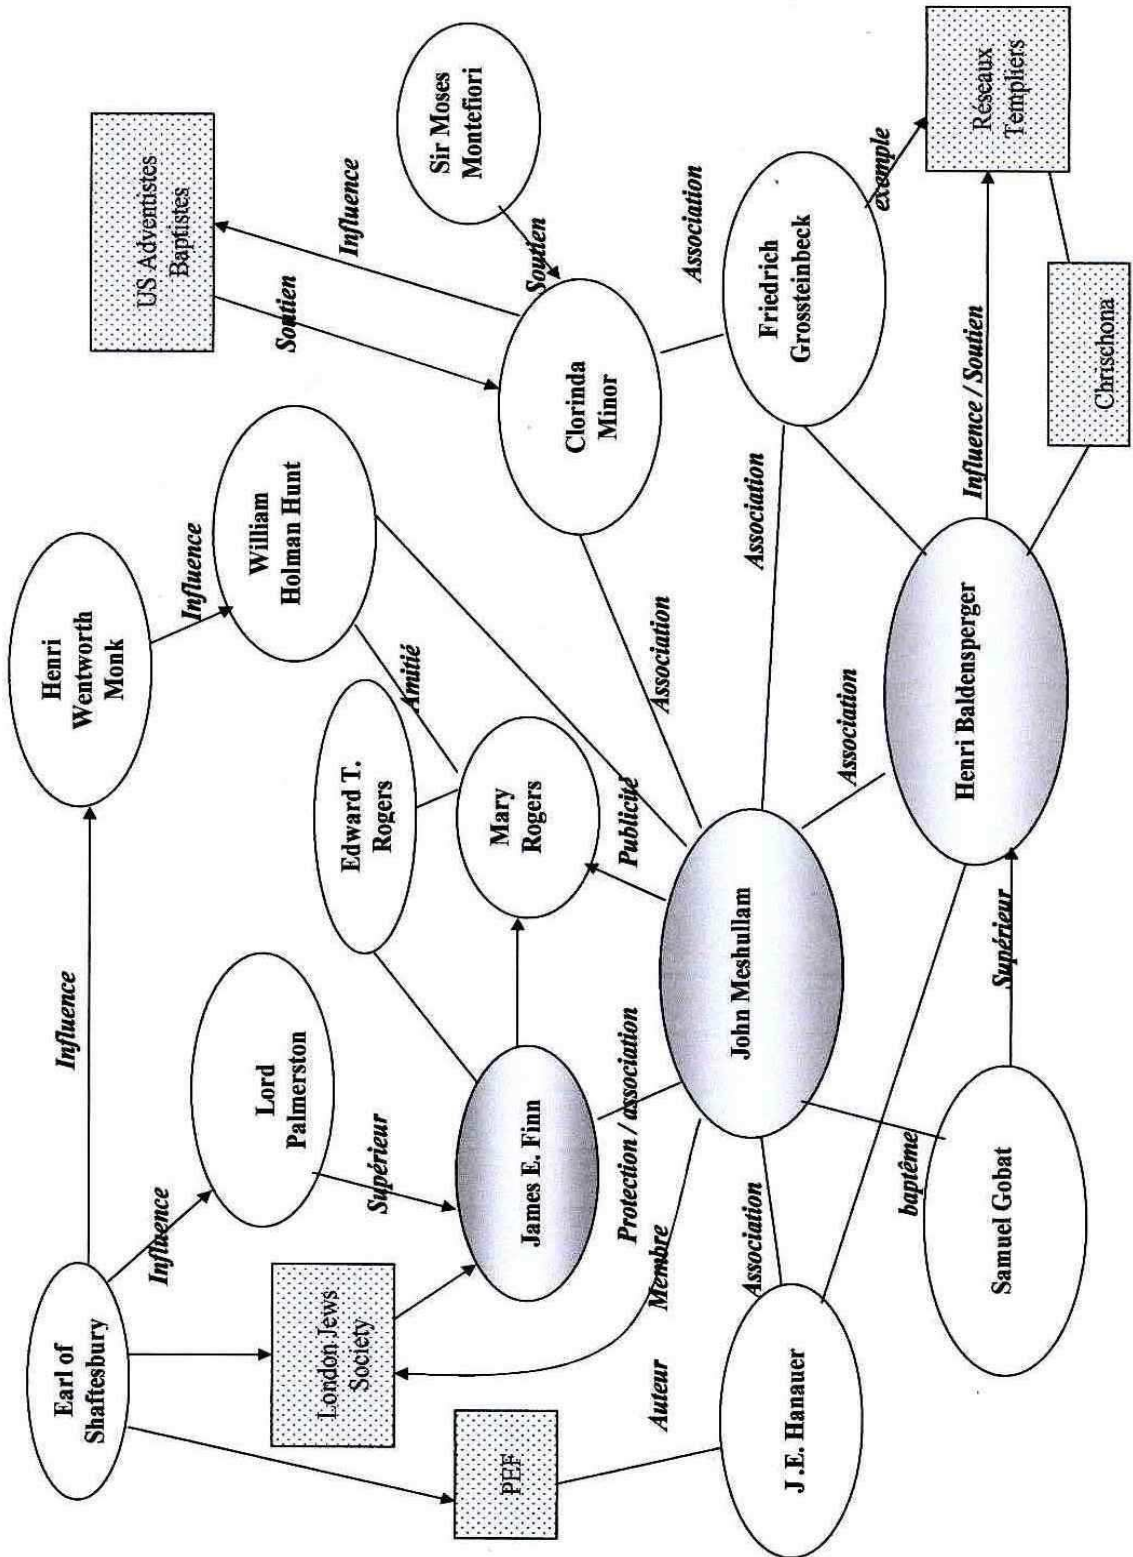 Earl of
Shaftesbury
Influence
Henri
Wentworth
Monk
Influence
Lord
Palmerston
Influence
William
Holman Hunt
US Adventistes
Baptistes
London Jews
Society
Supérieur
Edward T.
Rogers
Amitié
Soutien
Influence
Sir Moses
Montefiori
Soutien
PEF
James E. Finn
Mary
Rogers
Clorinda
Minor
Auteur
Membre
Protection / association
Publicité
Association
Association
J.E. Hanauer
Association
John Meshullam
Association
Friedrich
Grossteinbeck
exemple
baptême
Association
Samuel Gobat
Supérieur
Henri Baldensperger
Influence / Soutien
Réseaux
Templiers
Chrischona